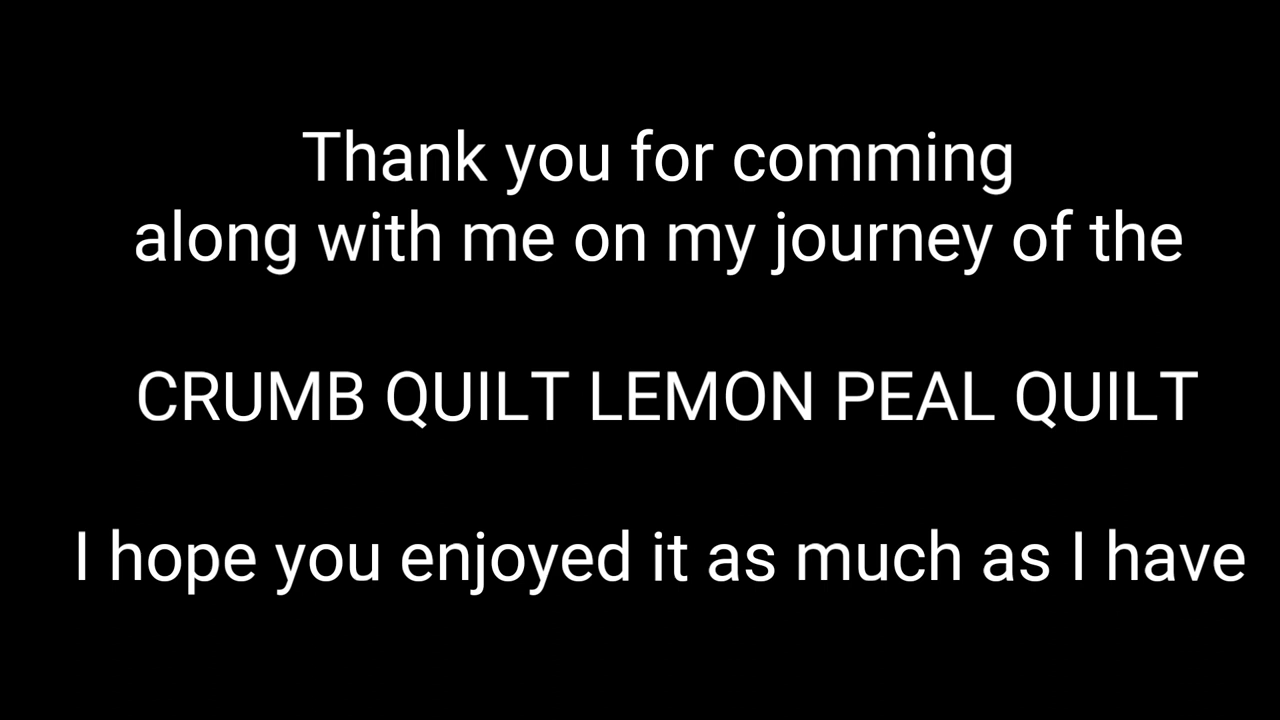 Thank you for comming
along with me on my journey of the
CRUMB QUILT LEMON PEAL QUILT
I hope you enjoyed it as much as I have